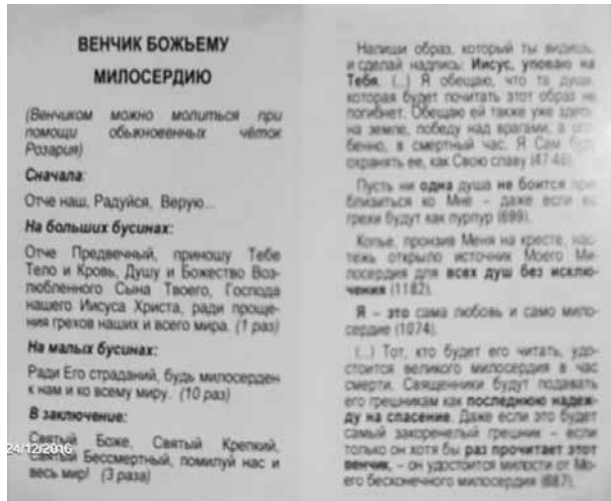 ВЕНЧИК БОЖЬЕМУ
МИЛОСЕРДИЮ
(Венчиком можно молиться при
помощи обыкновенных чёток
Розария)
Сначала:
Отче наш, Радуйся, Верую...
На больших бусинах:
Отче Предвечный, приношу Тебе
Тело и Кровь, Душу и Божество Воз-
любленного Сына Твоего, Господа
нашего Иисуса Христа, ради проще-
ния грехов наших и всего мира. (1 раз)
На малых бусинах:
Ради Его страданий, будь милосерден
к нам и ко всему миру. (10 раз)
В заключение:
Святый Боже, Святый Крепкий,
Святый Бессмертный, помилуй нас и
весь мир! (3 раза)
24/12/2016
Напиши образ, который ты видишь,
и сделай надпись: Иисус, уповаю на
Тебя. (...) Я обещаю, что та душа,
которая будет почитать этот образ не
погибнет. Обещаю ей также уже здесь
на земле, победу над врагами, а осо-
бенно, в смертный час. Я Сам буду
охранять ее, как Свою славу (47-48).
Пусть ни одна душа не боится при-
близиться ко Мне – даже если ее
грехи будут как пурпур (699).
Копье, пронзив Меня на кресте, нас-
тежь открыло источник Моего Ми-
лосердия для всех душ без исклю-
чения (1182).
Я – это сама любовь и само мило-
сердие (1074).
(...) Тот, кто будет его читать, удо-
стоится великого милосердия в час
смерти. Священники будут подавать
его грешникам как последнюю надеж-
ду на спасение. Даже если это будет
самый закоренелый грешник – если
только он хотя бы раз прочитает этот
венчик, – он удостоится милости от Мо-
его бесконечного милосердия (687).